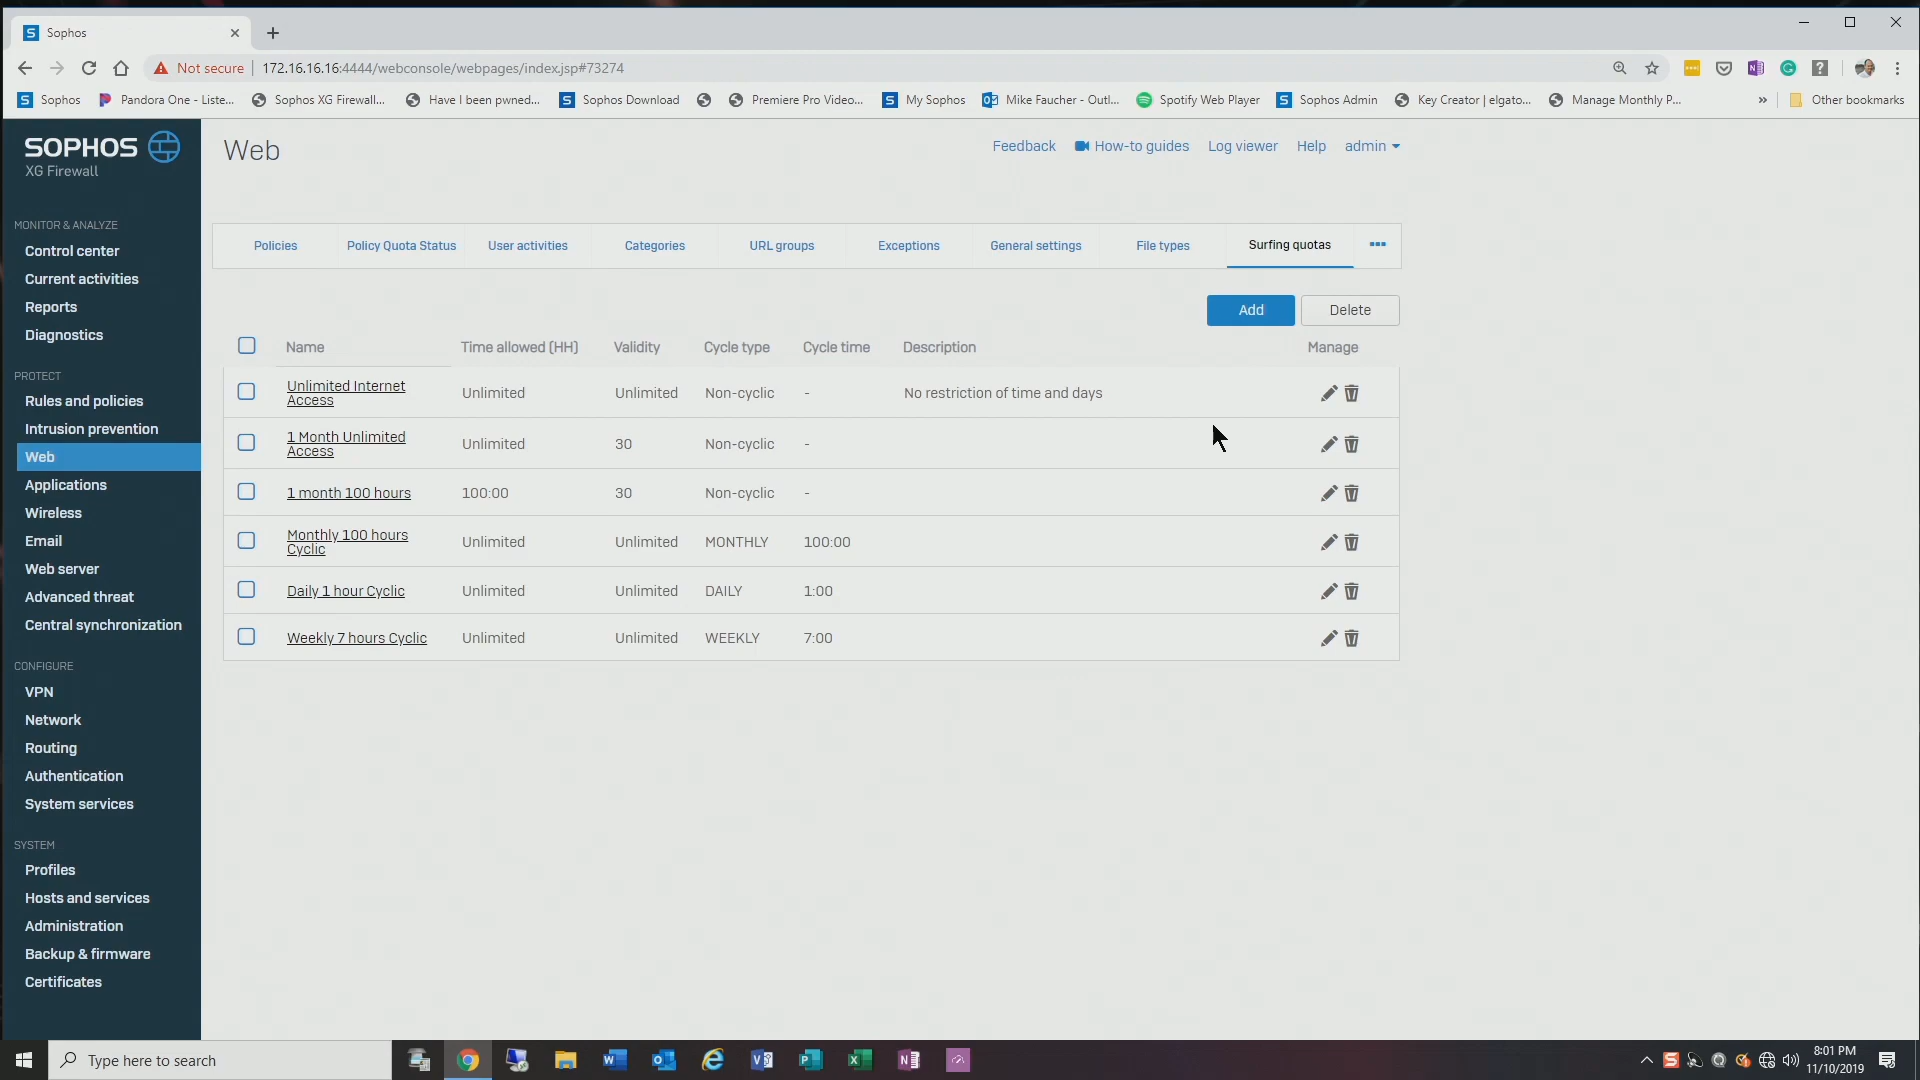 Sophos
Not secure
172.16.16.16:4444/webconsole/webpages/index.jsp#73274
Sophos
Pandora One - Liste...
Sophos XG Firewall...
Have I been pwned...
Sophos Download
Premiere Pro Video...
My Sophos
Mike Faucher - Outl...
Spotify Web Player
Sophos Admin
Key Creator | elgato...
Manage Monthly P...
»
Other bookmarks
SOPHOS
XG Firewall
Web
Feedback
How-to guides
Log viewer
Help
admin
MONITOR & ANALYZE
Control center
Current activities
Reports
Diagnostics
PROTECT
Rules and policies
Intrusion prevention
Web
Applications
Wireless
Email
Web server
Advanced threat
Central synchronization
CONFIGURE
VPN
Network
Routing
Authentication
System services
SYSTEM
Profiles
Hosts and services
Administration
Backup & firmware
Certificates
Policies
Policy Quota Status
User activities
Categories
URL groups
Exceptions
General settings
File types
Surfing quotas
Add
Delete
Name Time allowed (HH) Validity Cycle type Cycle time Description Manage
Unlimited Internet
Access
Unlimited Unlimited Non-cyclic - No restriction of time and days
1 Month Unlimited
Access
Unlimited 30 Non-cyclic -
1 month 100 hours 100:00 30 Non-cyclic -
Monthly 100 hours
Cyclic
Unlimited Unlimited MONTHLY 100:00
Daily 1 hour Cyclic Unlimited Unlimited DAILY 1:00
Weekly 7 hours Cyclic Unlimited Unlimited WEEKLY 7:00
Type here to search
8:01 PM
11/10/2019